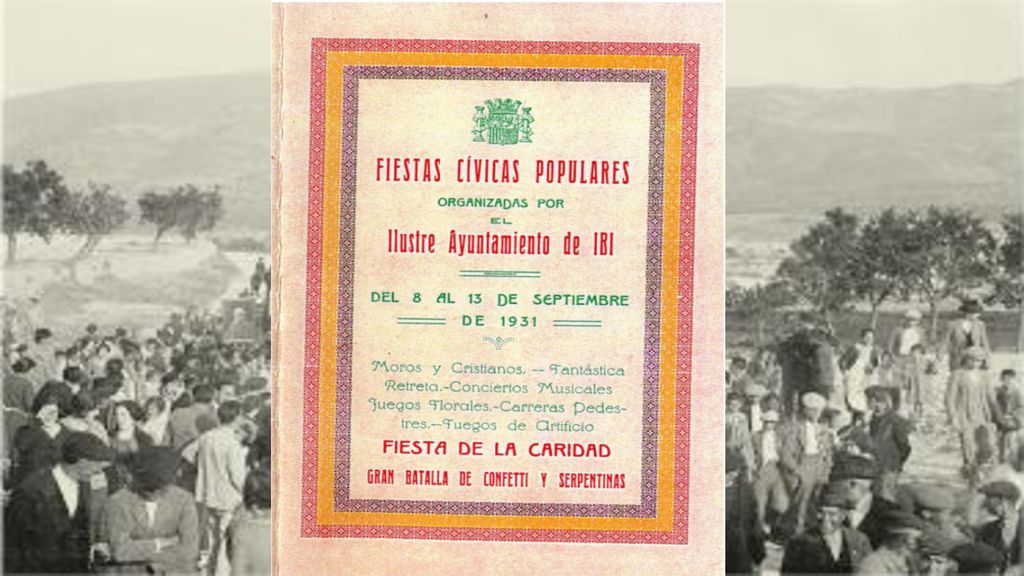 FIESTAS CÍVICAS POPULARES
ORGANIZADAS POR
EL
Ilustre Ayuntamiento de IBI
DEL 8 AL 13 DE SEPTIEMBRE
DE 1931
Moros y Cristianos. -- Fantástica
Retreta.-Conciertos Musicales
Juegos Florales.-Carreras Pedes-
tres.--Fuegos de Artificio
FIESTA DE LA CARIDAD
GRAN BATALLA DE CONFETTI Y SERPENTINAS